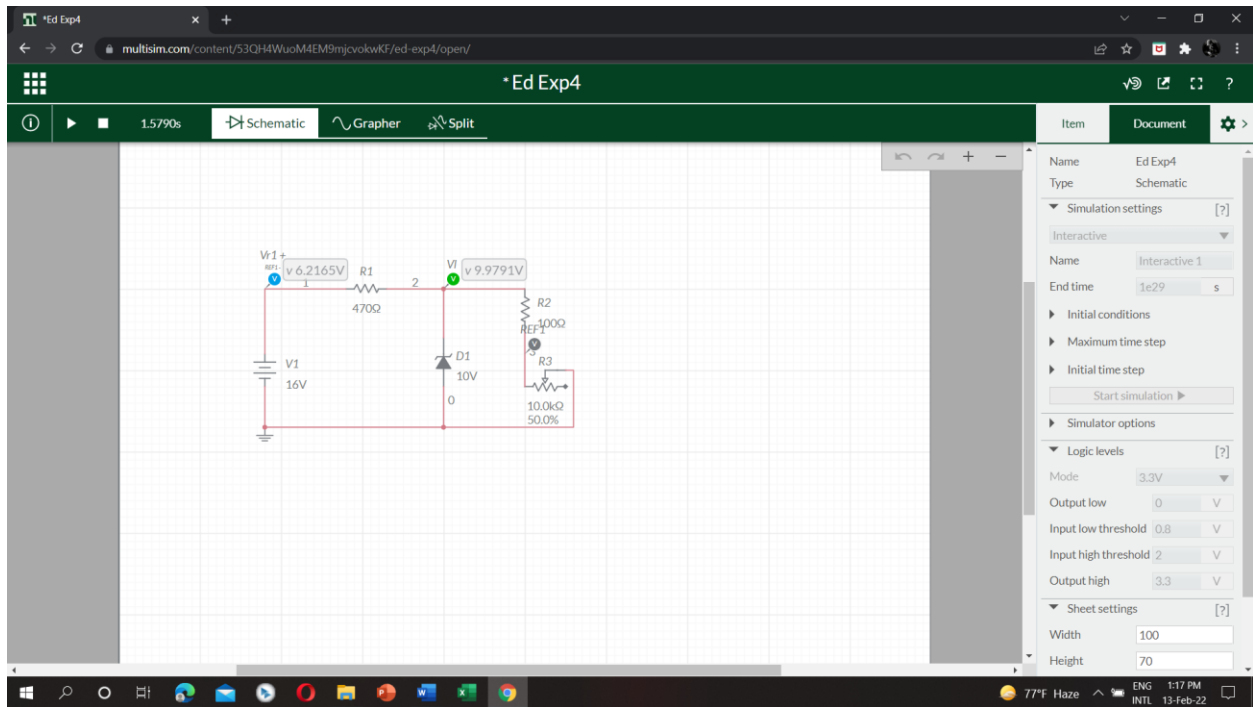 *Ed Exp4
multisim.com/content/53QH4WuoM4EM9mjcvokwKF/ed-exp4/open/
*Ed Exp4
1.5790s
Schematic
Grapher
Split
Item
Document
Name Ed Exp4
Type Schematic
Simulation settings [?]
Interactive
Name Interactive 1
End time 1e29 s
Initial conditions
Maximum time step
Initial time step
Start simulation
Simulator options
Logic levels [?]
Mode 3.3V
Output low 0 V
Input low threshold 0.8 V
Input high threshold 2 V
Output high 3.3 V
Sheet settings [?]
Width 100
Height 70
Vr1 +
REF1 -
v 6.2165V
1
R1
470Ω
2
Vl
v 9.9791V
R2
100Ω
REF1
3
R3
10.0kΩ
50.0%
D1
10V
0
V1
16V
77°F Haze
ENG
INTL
1:17 PM
13-Feb-22